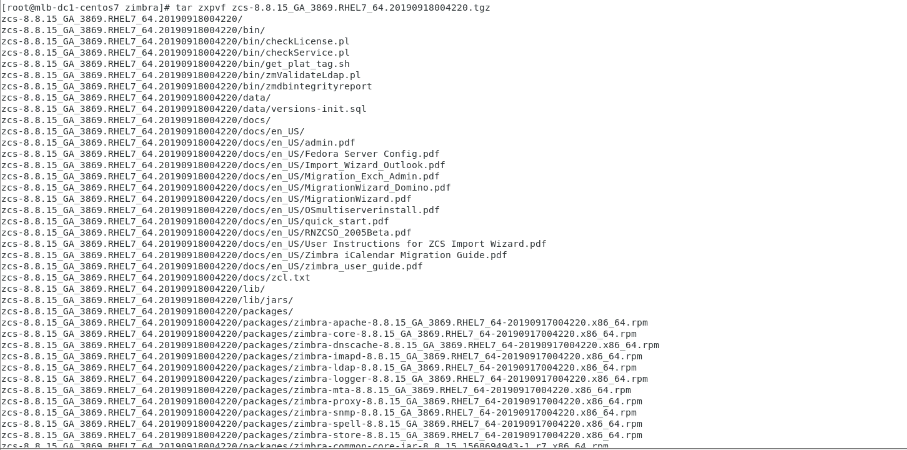 [root@mlb-dc1-centos7 zimbra]# tar zxpvf zcs-8.8.15_GA_3869.RHEL7_64.20190918004220.tgz
zcs-8.8.15_GA_3869.RHEL7_64.20190918004220/
zcs-8.8.15_GA_3869.RHEL7_64.20190918004220/bin/
zcs-8.8.15_GA_3869.RHEL7_64.20190918004220/bin/checkLicense.pl
zcs-8.8.15_GA_3869.RHEL7_64.20190918004220/bin/checkService.pl
zcs-8.8.15_GA_3869.RHEL7_64.20190918004220/bin/get_plat_tag.sh
zcs-8.8.15_GA_3869.RHEL7_64.20190918004220/bin/zmValidateLdap.pl
zcs-8.8.15_GA_3869.RHEL7_64.20190918004220/bin/zmdbintegrityreport
zcs-8.8.15_GA_3869.RHEL7_64.20190918004220/data/
zcs-8.8.15_GA_3869.RHEL7_64.20190918004220/data/versions-init.sql
zcs-8.8.15_GA_3869.RHEL7_64.20190918004220/docs/
zcs-8.8.15_GA_3869.RHEL7_64.20190918004220/docs/en_US/
zcs-8.8.15_GA_3869.RHEL7_64.20190918004220/docs/en_US/admin.pdf
zcs-8.8.15_GA_3869.RHEL7_64.20190918004220/docs/en_US/Fedora Server Config.pdf
zcs-8.8.15_GA_3869.RHEL7_64.20190918004220/docs/en_US/Import_Wizard_Outlook.pdf
zcs-8.8.15_GA_3869.RHEL7_64.20190918004220/docs/en_US/Migration_Exch_Admin.pdf
zcs-8.8.15_GA_3869.RHEL7_64.20190918004220/docs/en_US/MigrationWizard_Domino.pdf
zcs-8.8.15_GA_3869.RHEL7_64.20190918004220/docs/en_US/MigrationWizard.pdf
zcs-8.8.15_GA_3869.RHEL7_64.20190918004220/docs/en_US/OSmultiserverinstall.pdf
zcs-8.8.15_GA_3869.RHEL7_64.20190918004220/docs/en_US/quick_start.pdf
zcs-8.8.15_GA_3869.RHEL7_64.20190918004220/docs/en_US/RNZCSO_2005Beta.pdf
zcs-8.8.15_GA_3869.RHEL7_64.20190918004220/docs/en_US/User Instructions for ZCS Import Wizard.pdf
zcs-8.8.15_GA_3869.RHEL7_64.20190918004220/docs/en_US/Zimbra iCalendar Migration Guide.pdf
zcs-8.8.15_GA_3869.RHEL7_64.20190918004220/docs/en_US/zimbra_user_guide.pdf
zcs-8.8.15_GA_3869.RHEL7_64.20190918004220/docs/zcl.txt
zcs-8.8.15_GA_3869.RHEL7_64.20190918004220/lib/
zcs-8.8.15_GA_3869.RHEL7_64.20190918004220/lib/jars/
zcs-8.8.15_GA_3869.RHEL7_64.20190918004220/packages/
zcs-8.8.15_GA_3869.RHEL7_64.20190918004220/packages/zimbra-apache-8.8.15_GA_3869.RHEL7_64-20190917004220.x86_64.rpm
zcs-8.8.15_GA_3869.RHEL7_64.20190918004220/packages/zimbra-core-8.8.15_GA_3869.RHEL7_64-20190917004220.x86_64.rpm
zcs-8.8.15_GA_3869.RHEL7_64.20190918004220/packages/zimbra-dnscache-8.8.15_GA_3869.RHEL7_64-20190917004220.x86_64.rpm
zcs-8.8.15_GA_3869.RHEL7_64.20190918004220/packages/zimbra-imapd-8.8.15_GA_3869.RHEL7_64-20190917004220.x86_64.rpm
zcs-8.8.15_GA_3869.RHEL7_64.20190918004220/packages/zimbra-ldap-8.8.15_GA_3869.RHEL7_64-20190917004220.x86_64.rpm
zcs-8.8.15_GA_3869.RHEL7_64.20190918004220/packages/zimbra-logger-8.8.15_GA_3869.RHEL7_64-20190917004220.x86_64.rpm
zcs-8.8.15_GA_3869.RHEL7_64.20190918004220/packages/zimbra-mta-8.8.15_GA_3869.RHEL7_64-20190917004220.x86_64.rpm
zcs-8.8.15_GA_3869.RHEL7_64.20190918004220/packages/zimbra-proxy-8.8.15_GA_3869.RHEL7_64-20190917004220.x86_64.rpm
zcs-8.8.15_GA_3869.RHEL7_64.20190918004220/packages/zimbra-snmp-8.8.15_GA_3869.RHEL7_64-20190917004220.x86_64.rpm
zcs-8.8.15_GA_3869.RHEL7_64.20190918004220/packages/zimbra-spell-8.8.15_GA_3869.RHEL7_64-20190917004220.x86_64.rpm
zcs-8.8.15_GA_3869.RHEL7_64.20190918004220/packages/zimbra-store-8.8.15_GA_3869.RHEL7_64-20190917004220.x86_64.rpm
zcs-8.8.15_GA_3869.RHEL7_64.20190918004220/packages/zimbra-common-core-jar-8.8.15.1568694943-1.r7.x86_64.rpm